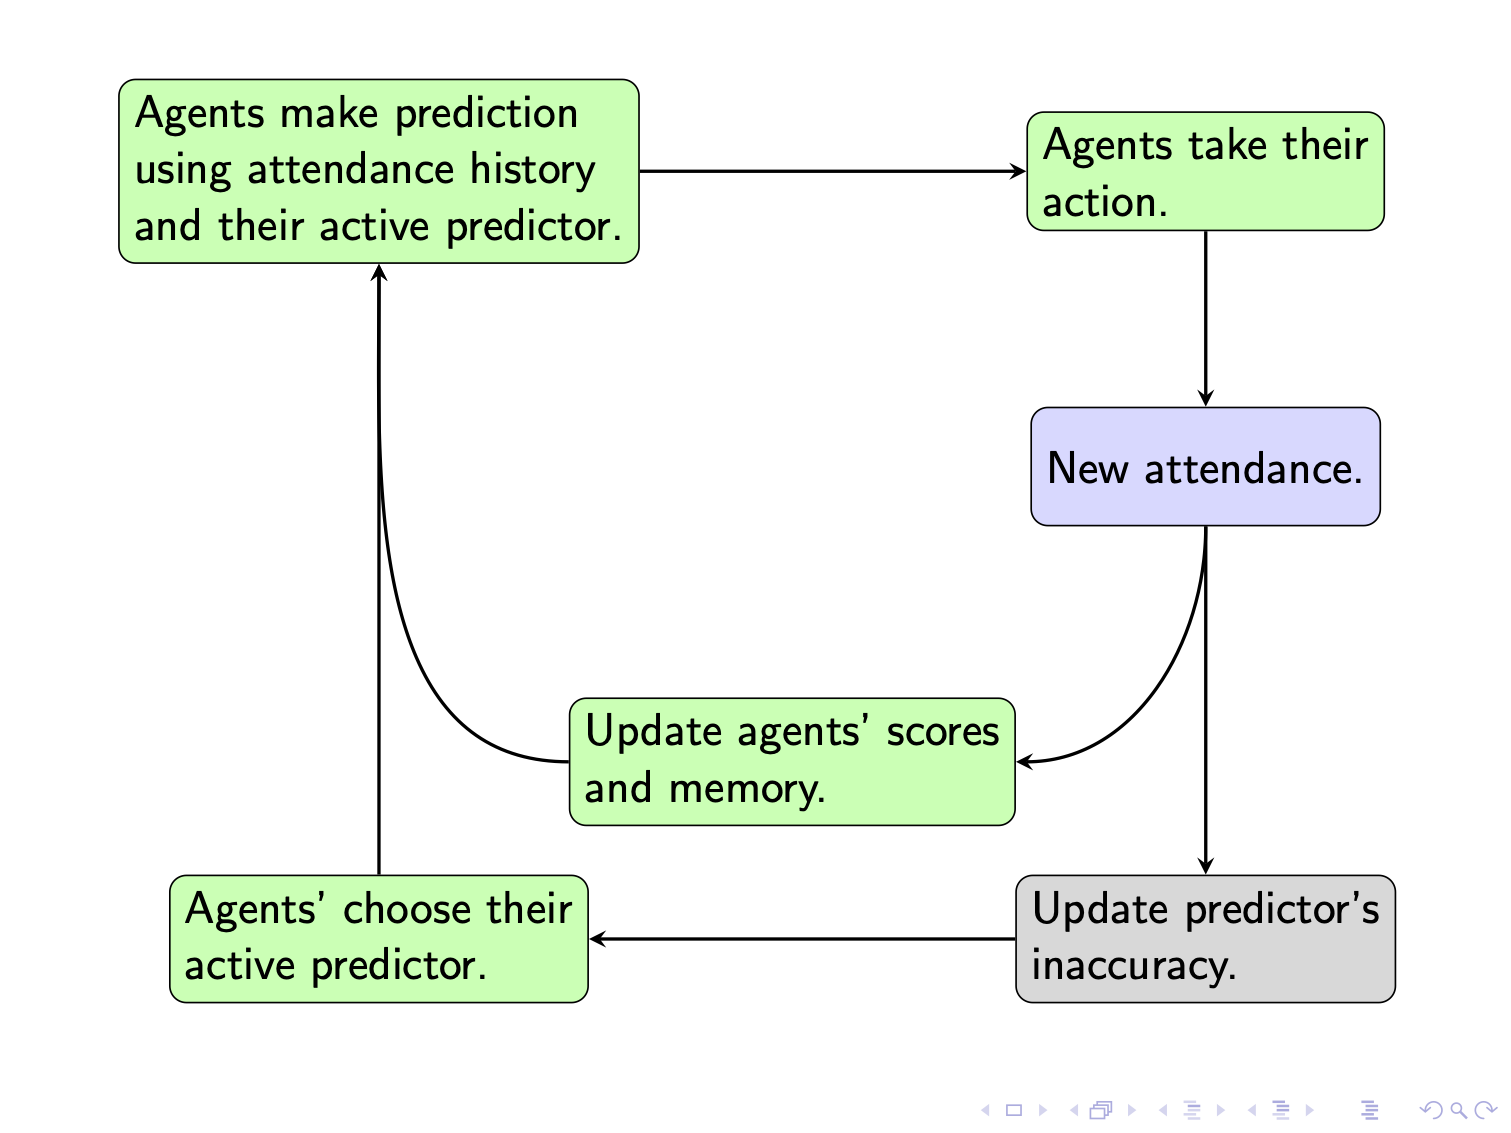 Agents make prediction
using attendance history
and their active predictor.
Agents take their
action.
New attendance.
Update agents’ scores
and memory.
Agents’ choose their
active predictor.
Update predictor’s
inaccuracy.